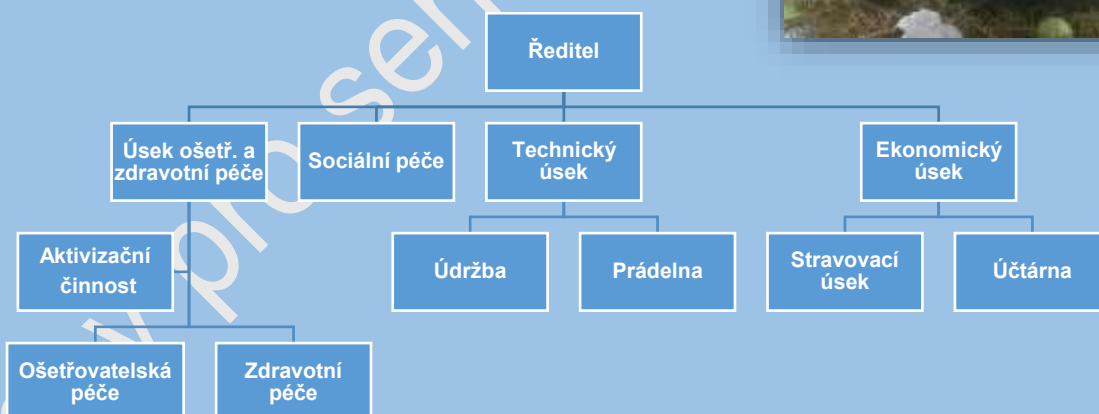 Ředitel
Úsek ošetř. a
zdravotní péče
Sociální péče
Technický
úsek
Ekonomický
úsek
Aktivizační
činnost
Údržba
Prádelna
Stravovací
úsek
Účtárna
Ošetřovatelská
péče
Zdravotní
péče
pro